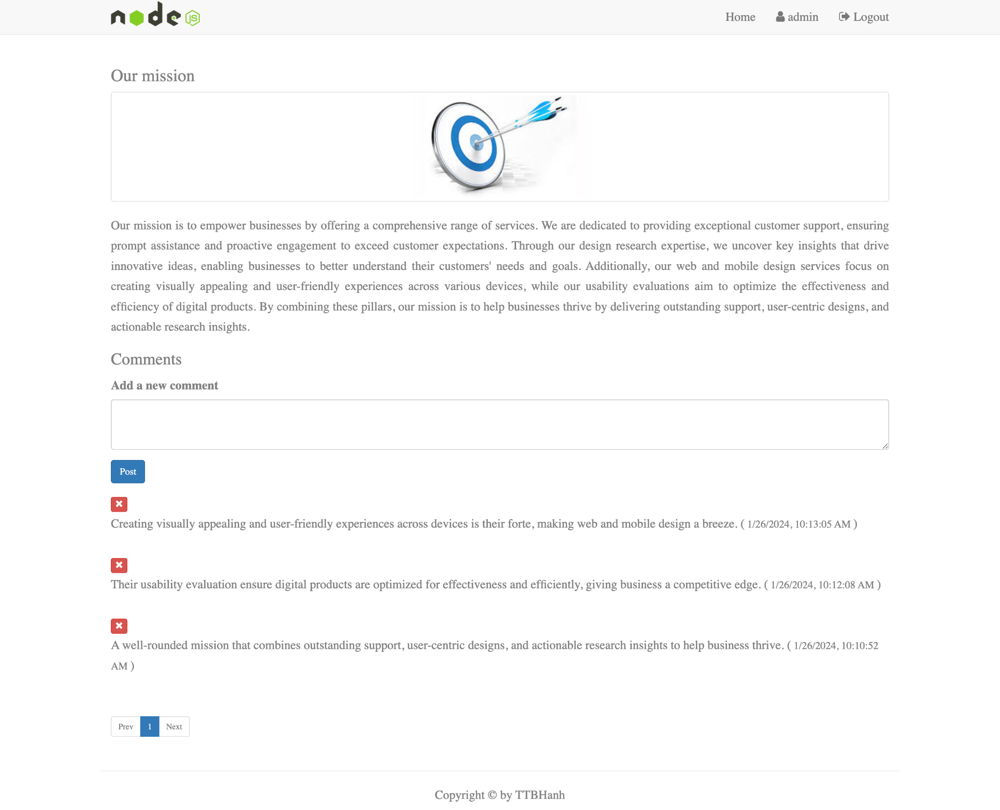 node JS
Home admin Logout
Our mission
Our mission is to empower businesses by offering a comprehensive range of services. We are dedicated to providing exceptional customer support, ensuring
prompt assistance and proactive engagement to exceed customer expectations. Through our design research expertise, we uncover key insights that drive
innovative ideas, enabling businesses to better understand their customers' needs and goals. Additionally, our web and mobile design services focus on
creating visually appealing and user-friendly experiences across various devices, while our usability evaluations aim to optimize the effectiveness and
efficiency of digital products. By combining these pillars, our mission is to help businesses thrive by delivering outstanding support, user-centric designs, and
actionable research insights.
Comments
Add a new comment
Post
Creating visually appealing and user-friendly experiences across devices is their forte, making web and mobile design a breeze. ( 1/26/2024, 10:13:05 AM )
Their usability evaluation ensure digital products are optimized for effectiveness and efficiently, giving business a competitive edge. ( 1/26/2024, 10:12:08 AM )
A well-rounded mission that combines outstanding support, user-centric designs, and actionable research insights to help business thrive. ( 1/26/2024, 10:10:52
AM )
Prev 1 Next
Copyright © by TTBHanh